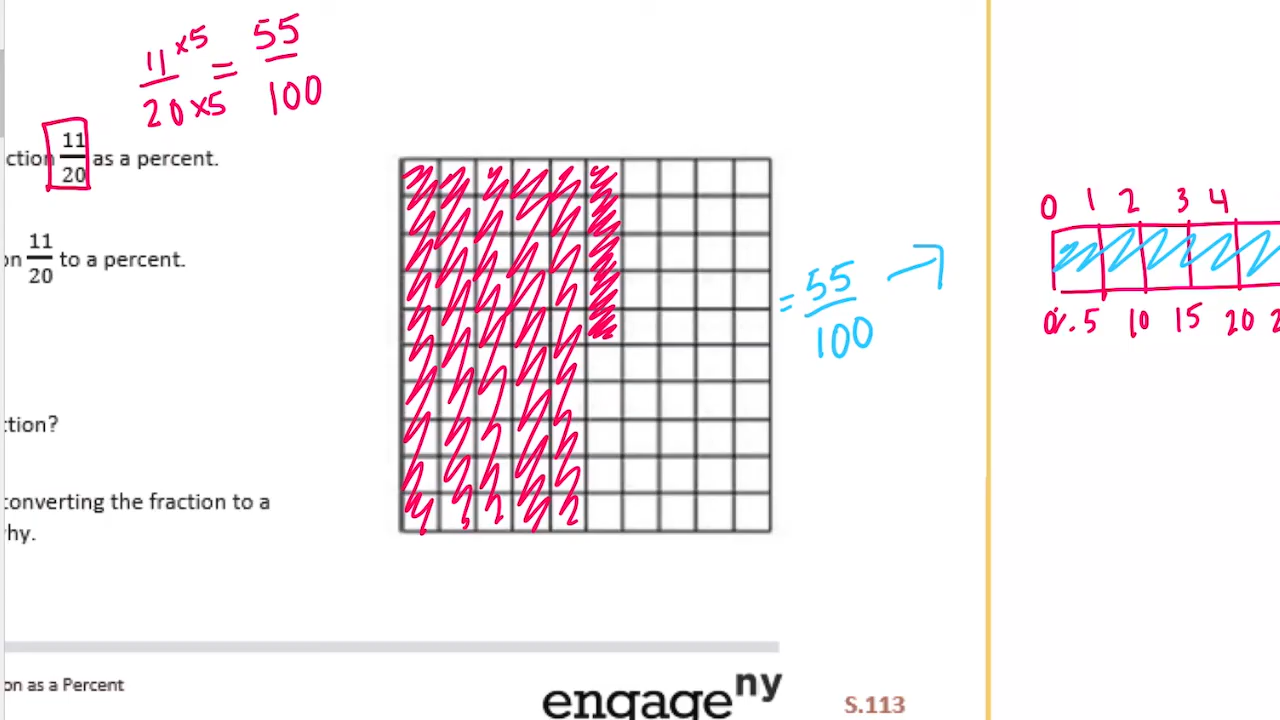 11 ×5 = 55
20 ×5 100
ction 11/20 as a percent.
on 11/20 to a percent.
= 55/100 →
0 1 2 3 4
0%. 5 10 15 20 2
ction?
converting the fraction to a
hy.
on as a Percent
engageny
S.113